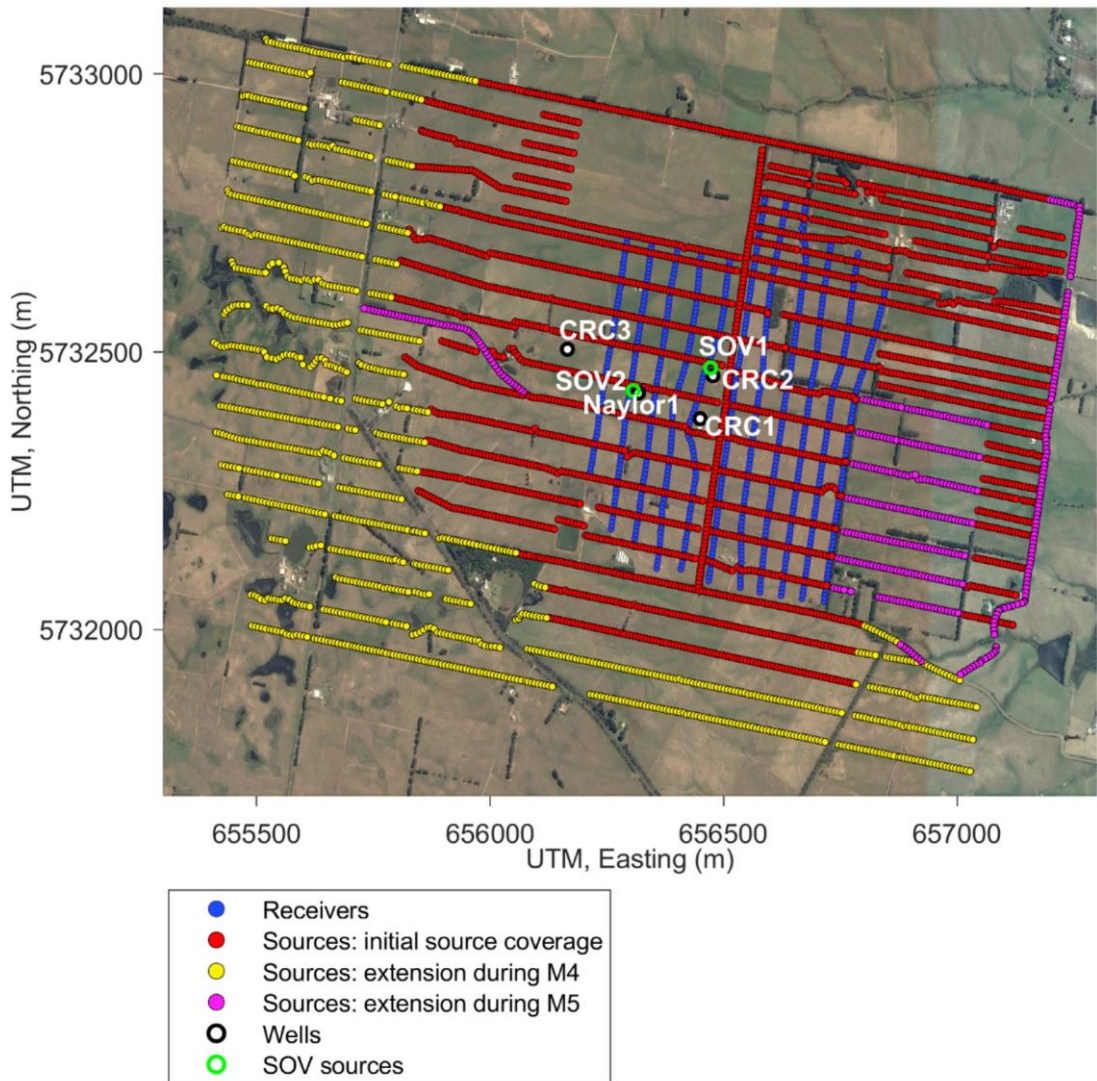 5733000
5732500
5732000
UTM, Northing (m)
CRC3
SOV1
CRC2
SOV2
Naylor1
CRC1
655500 656000 656500 657000
UTM, Easting (m)
Receivers
Sources: initial source coverage
Sources: extension during M4
Sources: extension during M5
Wells
SOV sources